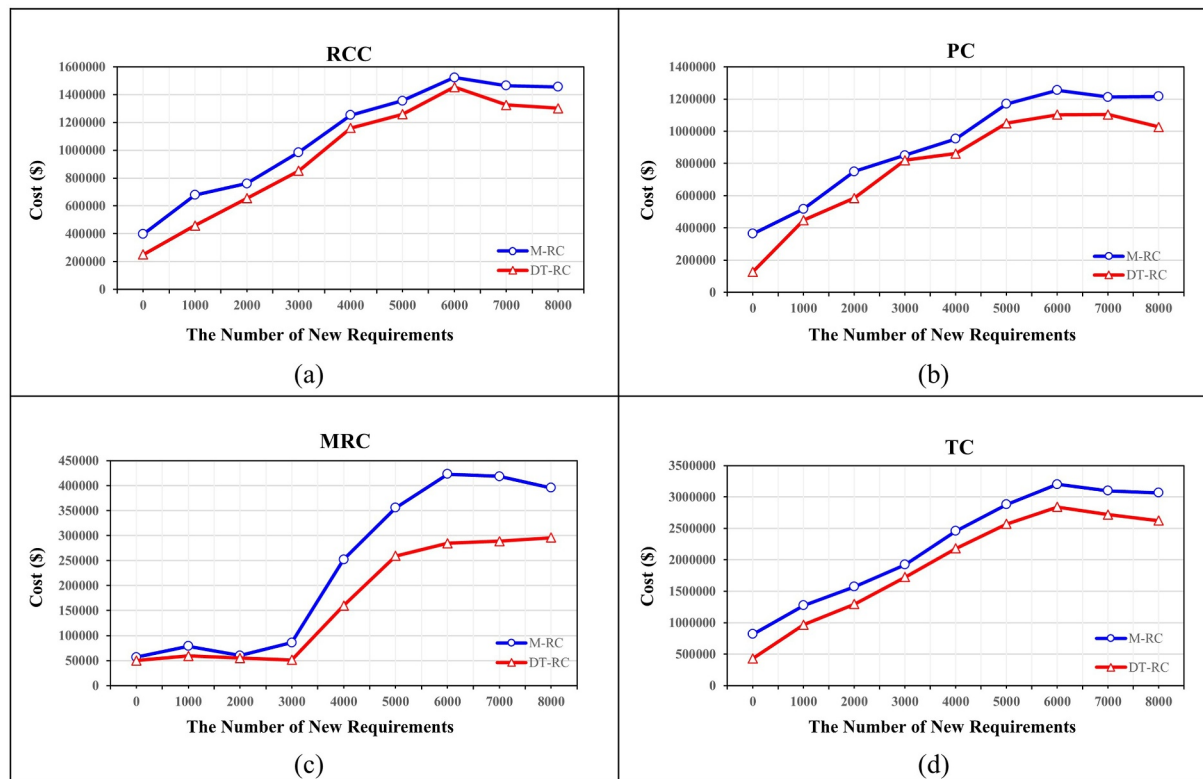 RCC
1600000
1400000
1200000
1000000
800000
600000
400000
200000
0
Cost ($)
M-RC
DT-RC
0 1000 2000 3000 4000 5000 6000 7000 8000
The Number of New Requirements
(a)
PC
1400000
1200000
1000000
800000
600000
400000
200000
0
Cost ($)
M-RC
DT-RC
0 1000 2000 3000 4000 5000 6000 7000 8000
The Number of New Requirements
(b)
MRC
450000
400000
350000
300000
250000
200000
150000
100000
50000
0
Cost ($)
M-RC
DT-RC
0 1000 2000 3000 4000 5000 6000 7000 8000
The Number of New Requirements
(c)
TC
3500000
3000000
2500000
2000000
1500000
1000000
500000
0
Cost ($)
M-RC
DT-RC
0 1000 2000 3000 4000 5000 6000 7000 8000
The Number of New Requirements
(d)